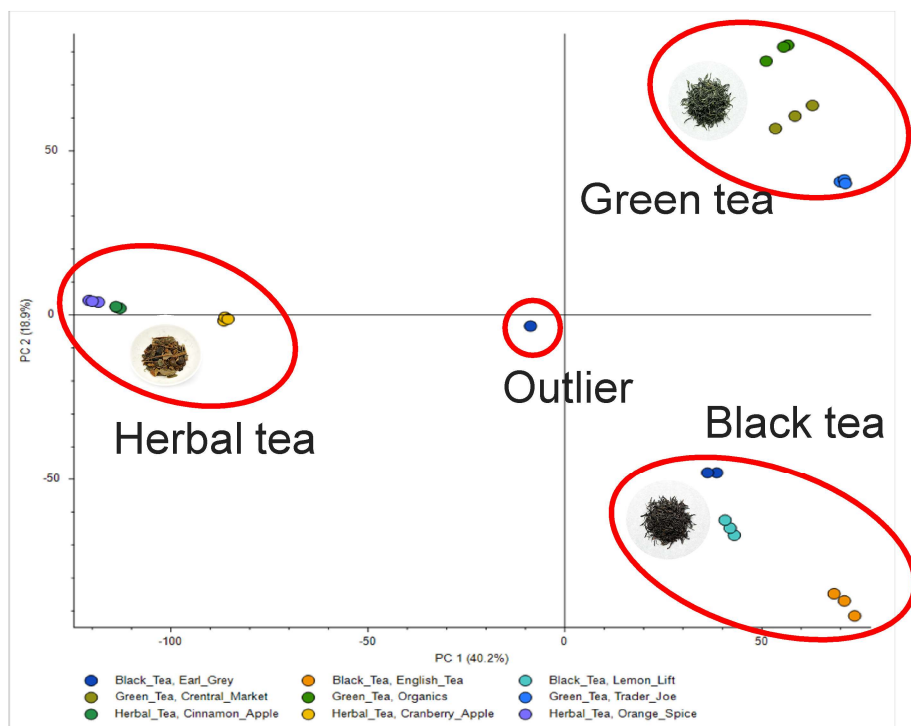 50
Green tea
PC 2 (18.9%)
0
Outlier
Herbal tea
Black tea
-50
-100
-50
0
50
PC 1 (40.2%)
Black_Tea, Earl_Grey
Black_Tea, English_Tea
Black_Tea, Lemon_Lift
Green_Tea, Crentral_Market
Green_Tea, Organics
Green_Tea, Trader_Joe
Herbal_Tea, Cinnamon_Apple
Herbal_Tea, Cranberry_Apple
Herbal_Tea, Orange_Spice